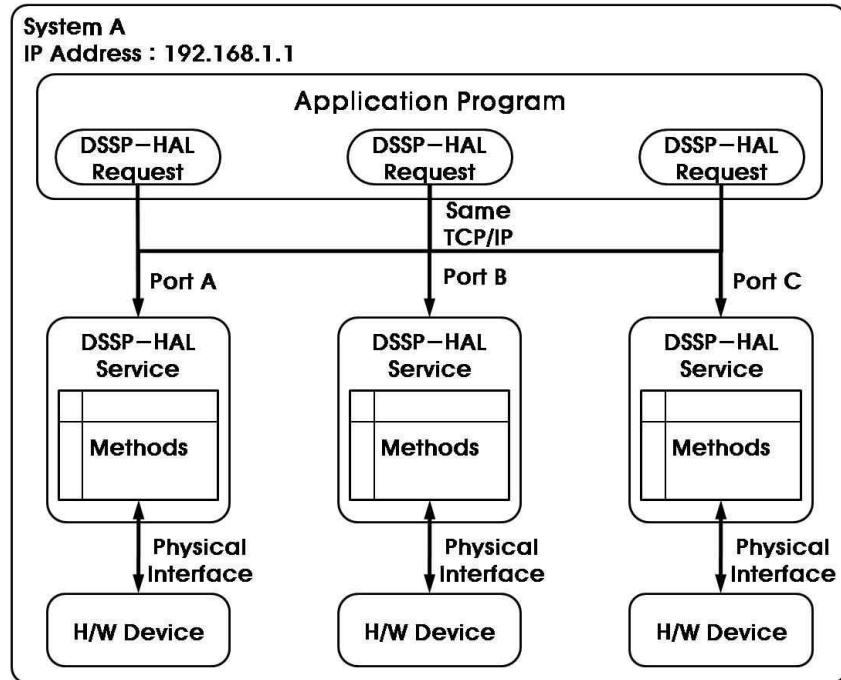 System A
IP Address : 192.168.1.1
Application Program
DSSP-HAL
Request
DSSP-HAL
Request
DSSP-HAL
Request
Same
TCP/IP
Port A
Port B
Port C
DSSP-HAL
Service
Methods
DSSP-HAL
Service
Methods
DSSP-HAL
Service
Methods
Physical
Interface
Physical
Interface
Physical
Interface
H/W Device
H/W Device
H/W Device